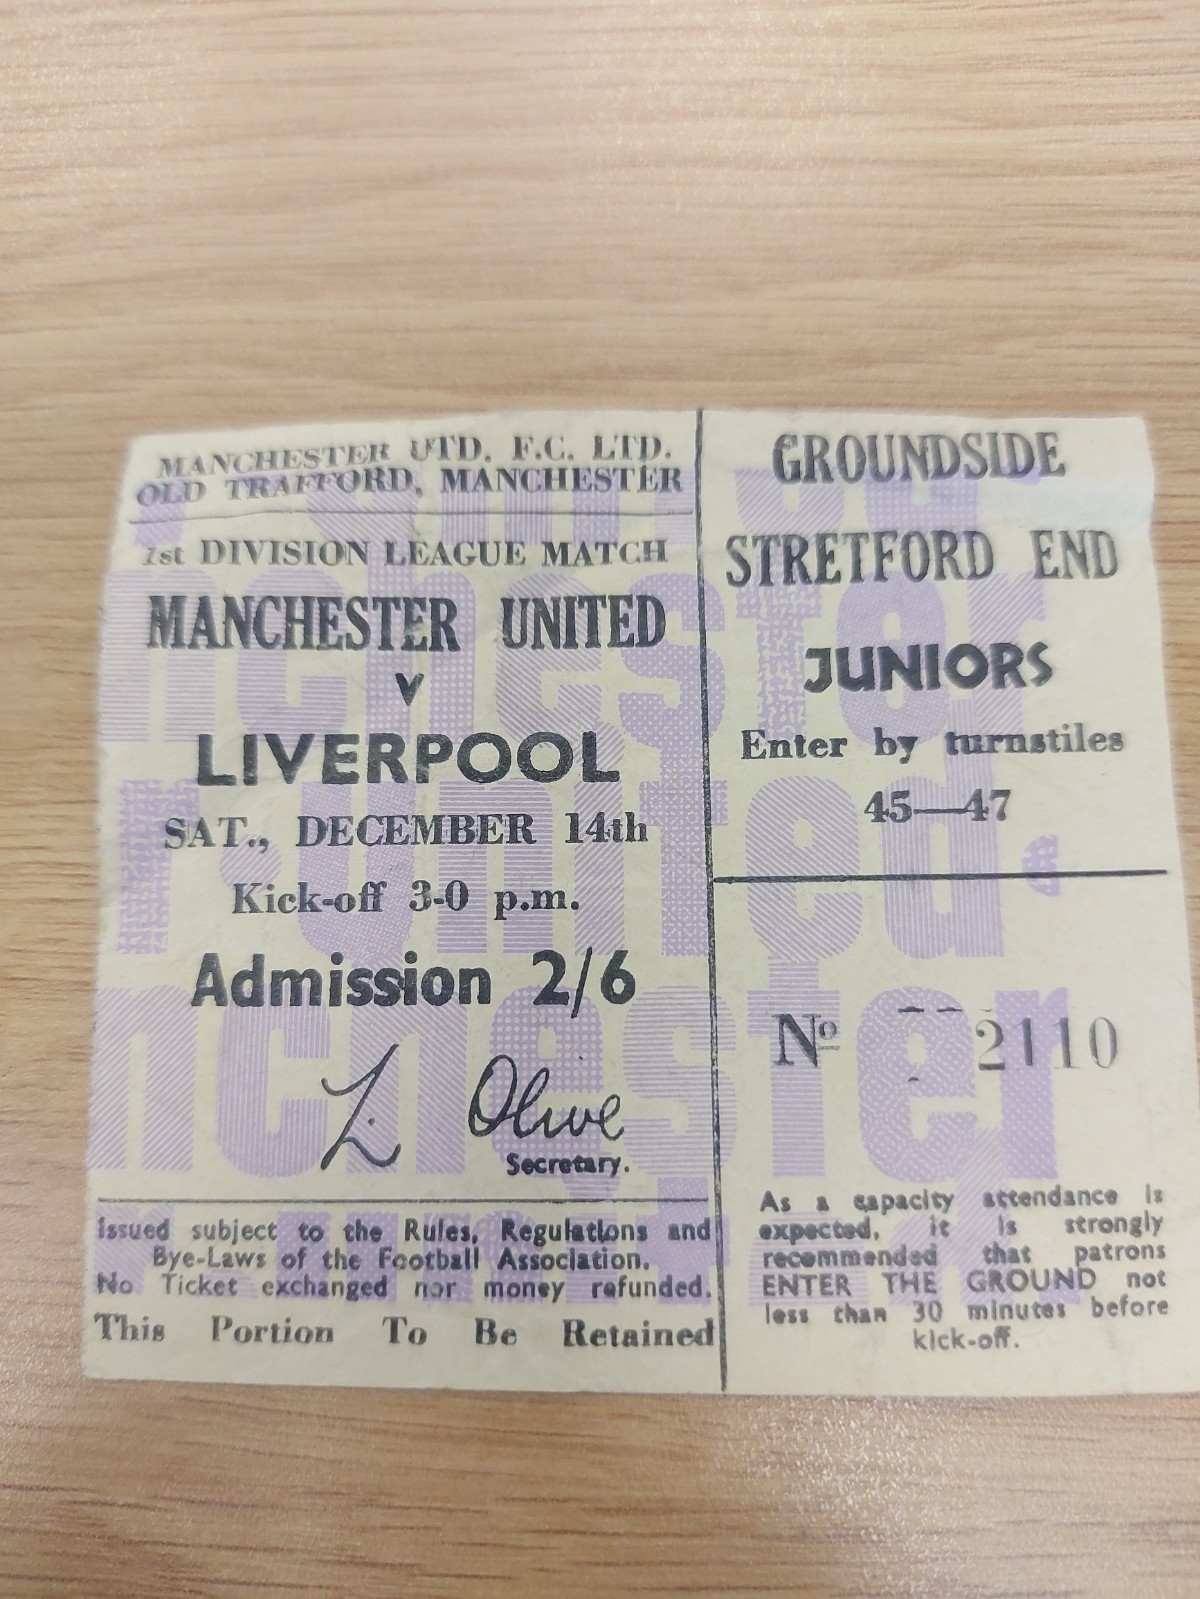 MANCHESTER UTD. F.C. LTD.
OLD TRAFFORD, MANCHESTER
1st DIVISION LEAGUE MATCH
MANCHESTER UNITED
v
LIVERPOOL
SAT., DECEMBER 14th
Kick-off 3-0 p.m.
Admission 2/6
L. Olive
Secretary.
Issued subject to the Rules, Regulations and
Bye-Laws of the Football Association.
No Ticket exchanged nor money refunded.
This Portion To Be Retained
GROUNDSIDE
STRETFORD END
JUNIORS
Enter by turnstiles
45—47
Nº 2110
As a capacity attendance is
expected, it is strongly
recommended that patrons
ENTER THE GROUND not
less than 30 minutes before
kick-off.